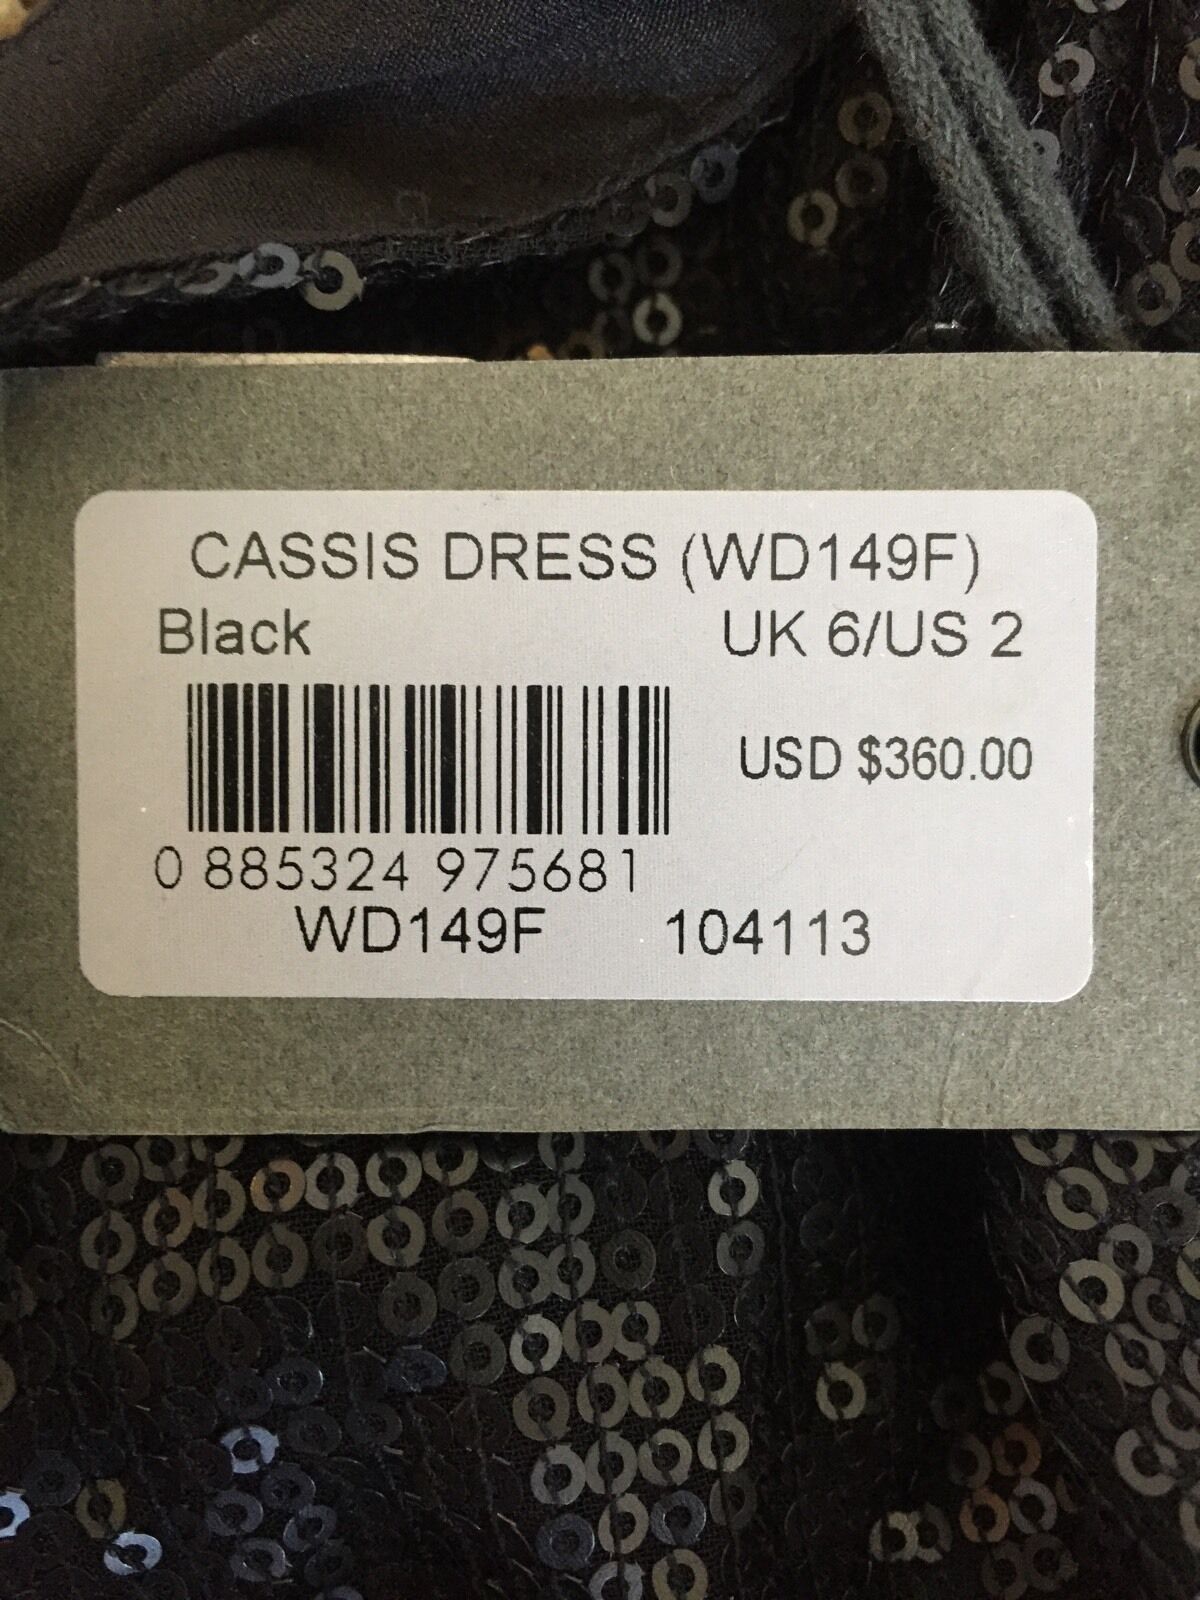 CASSIS DRESS (WD149F)
Black UK 6/US 2
USD $360.00
0 885324 975681
WD149F 104113